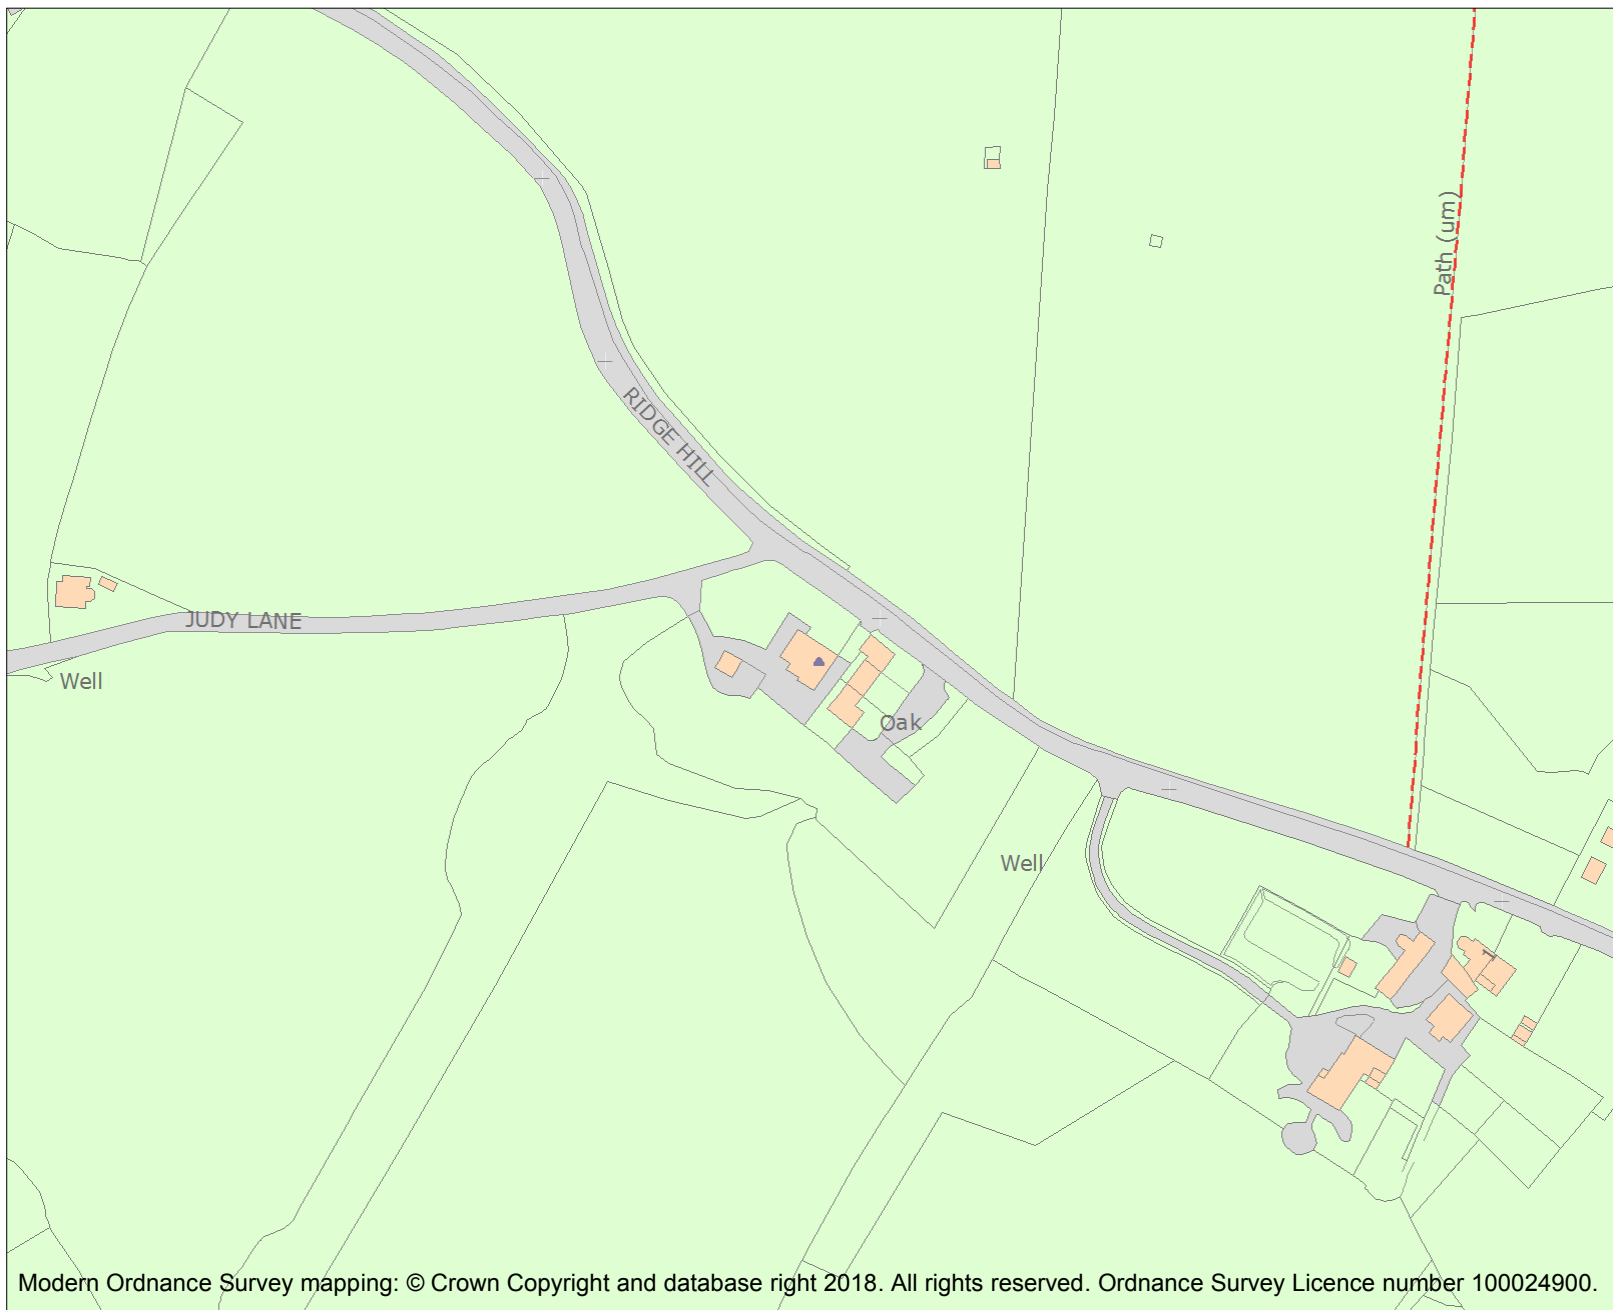 Path (um)
RIDGE HILL
JUDY LANE
Well
Oak
Well
1
Modern Ordnance Survey mapping: © Crown Copyright and database right 2018. All rights reserved. Ordnance Survey Licence number 100024900.